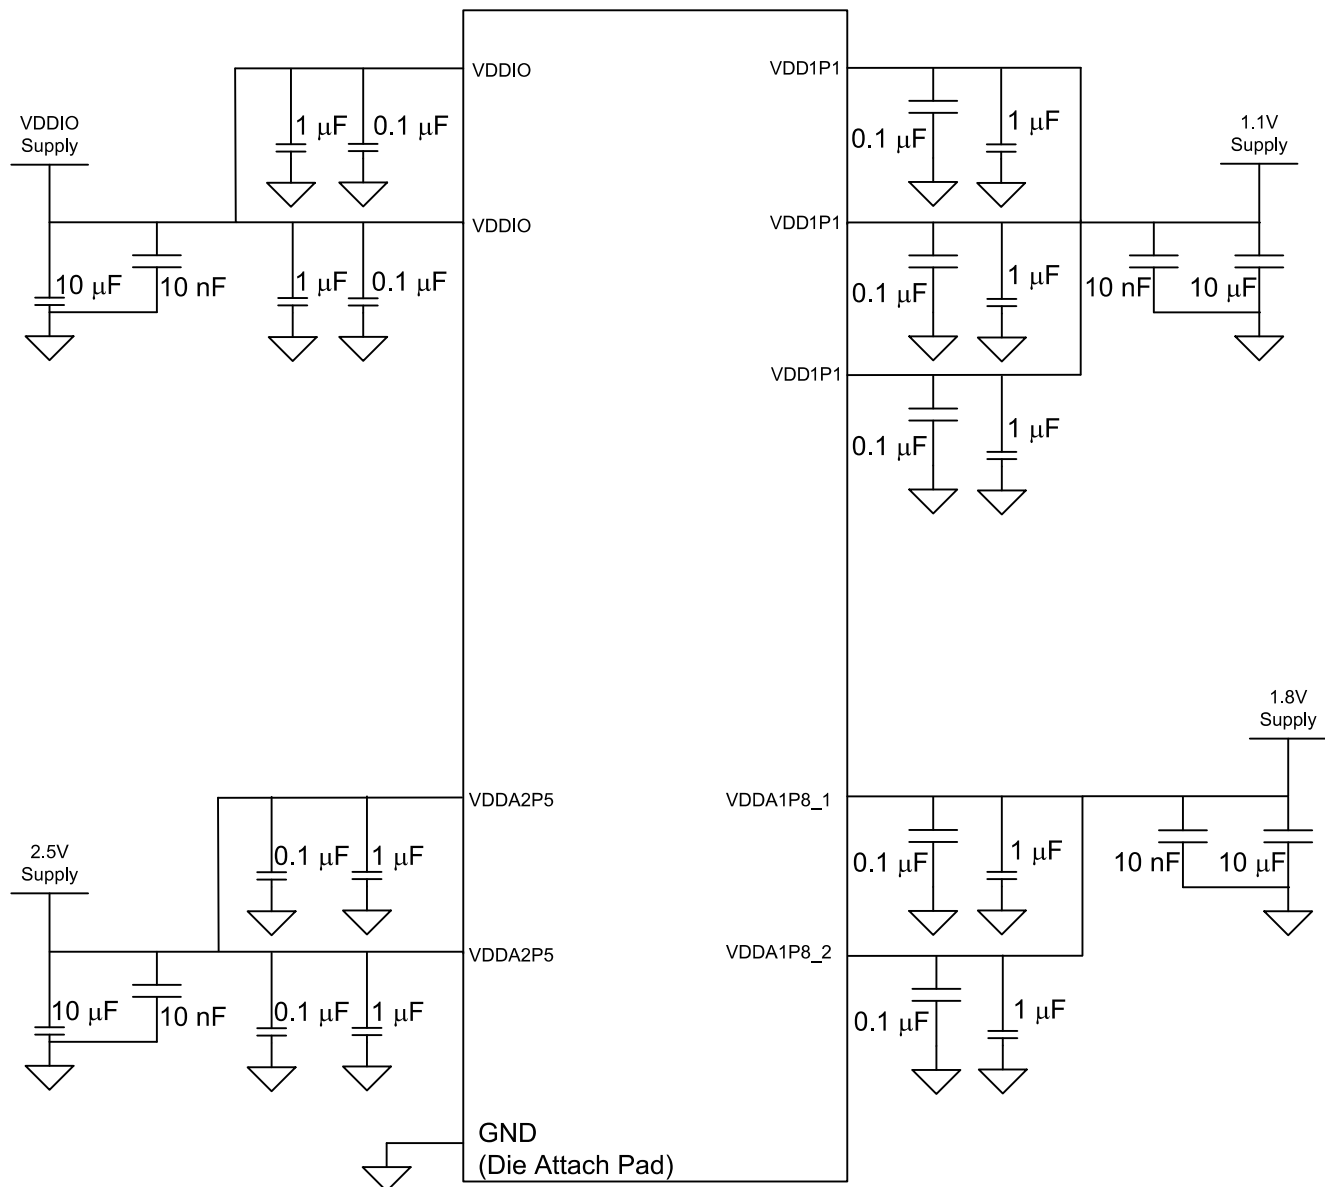 VDDIO
VDD1P1
1 μF
0.1 μF
0.1 μF
1 μF
VDDIO
Supply
1.1V
Supply
VDDIO
VDD1P1
10 μF
10 nF
1 μF
0.1 μF
0.1 μF
1 μF
10 nF
10 μF
VDD1P1
0.1 μF
1 μF
1.8V
Supply
VDDA2P5
VDDA1P8_1
2.5V
Supply
0.1 μF
1 μF
0.1 μF
1 μF
10 nF
10 μF
VDDA2P5
VDDA1P8_2
10 μF
10 nF
0.1 μF
1 μF
0.1 μF
1 μF
GND
(Die Attach Pad)